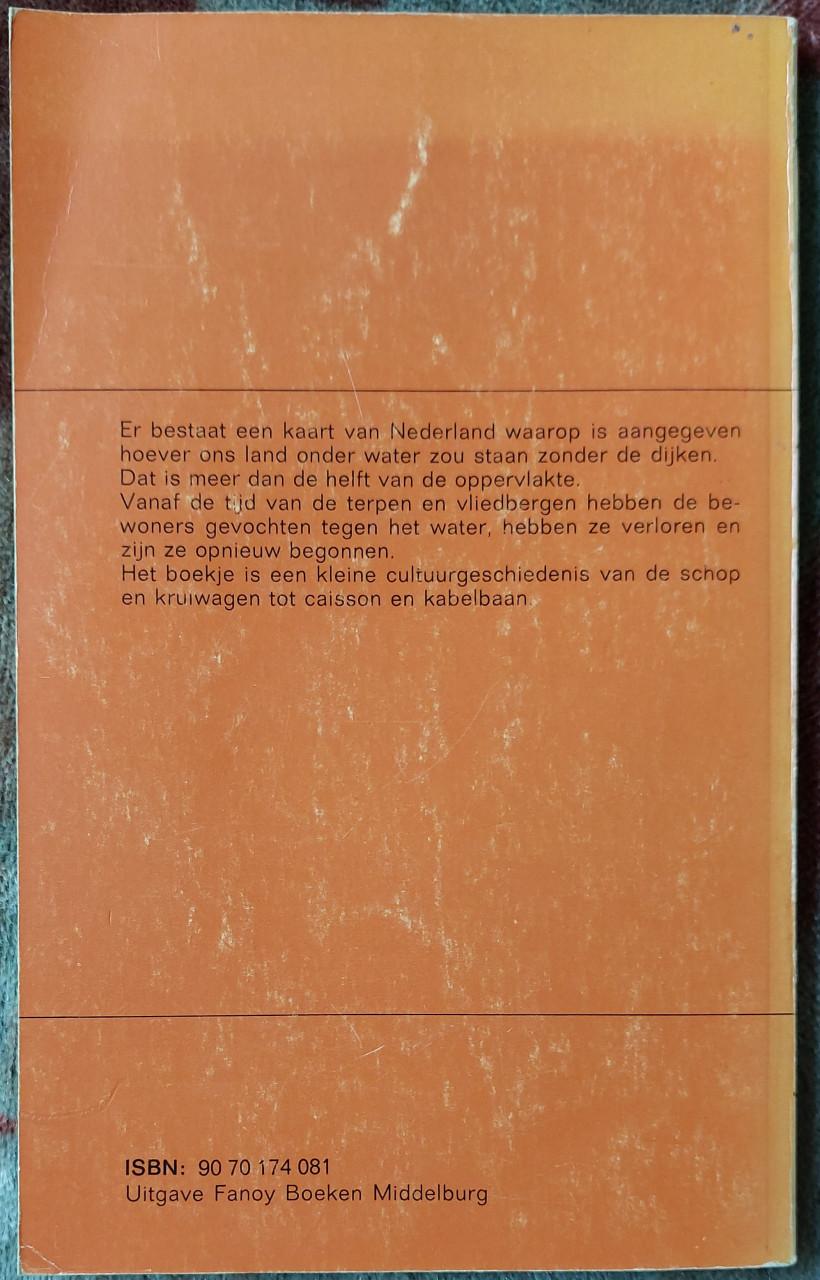 Er bestaat een kaart van Nederland waarop is aangegeven
hoever ons land onder water zou staan zonder de dijken.
Dat is meer dan de helft van de oppervlakte.
Vanaf de tijd van de terpen en vliedbergen hebben de be-
woners gevochten tegen het water, hebben ze verloren en
zijn ze opnieuw begonnen.
Het boekje is een kleine cultuurgeschiedenis van de schop
en kruiwagen tot caisson en kabelbaan.
ISBN: 90 70 174 081
Uitgave Fanoy Boeken Middelburg